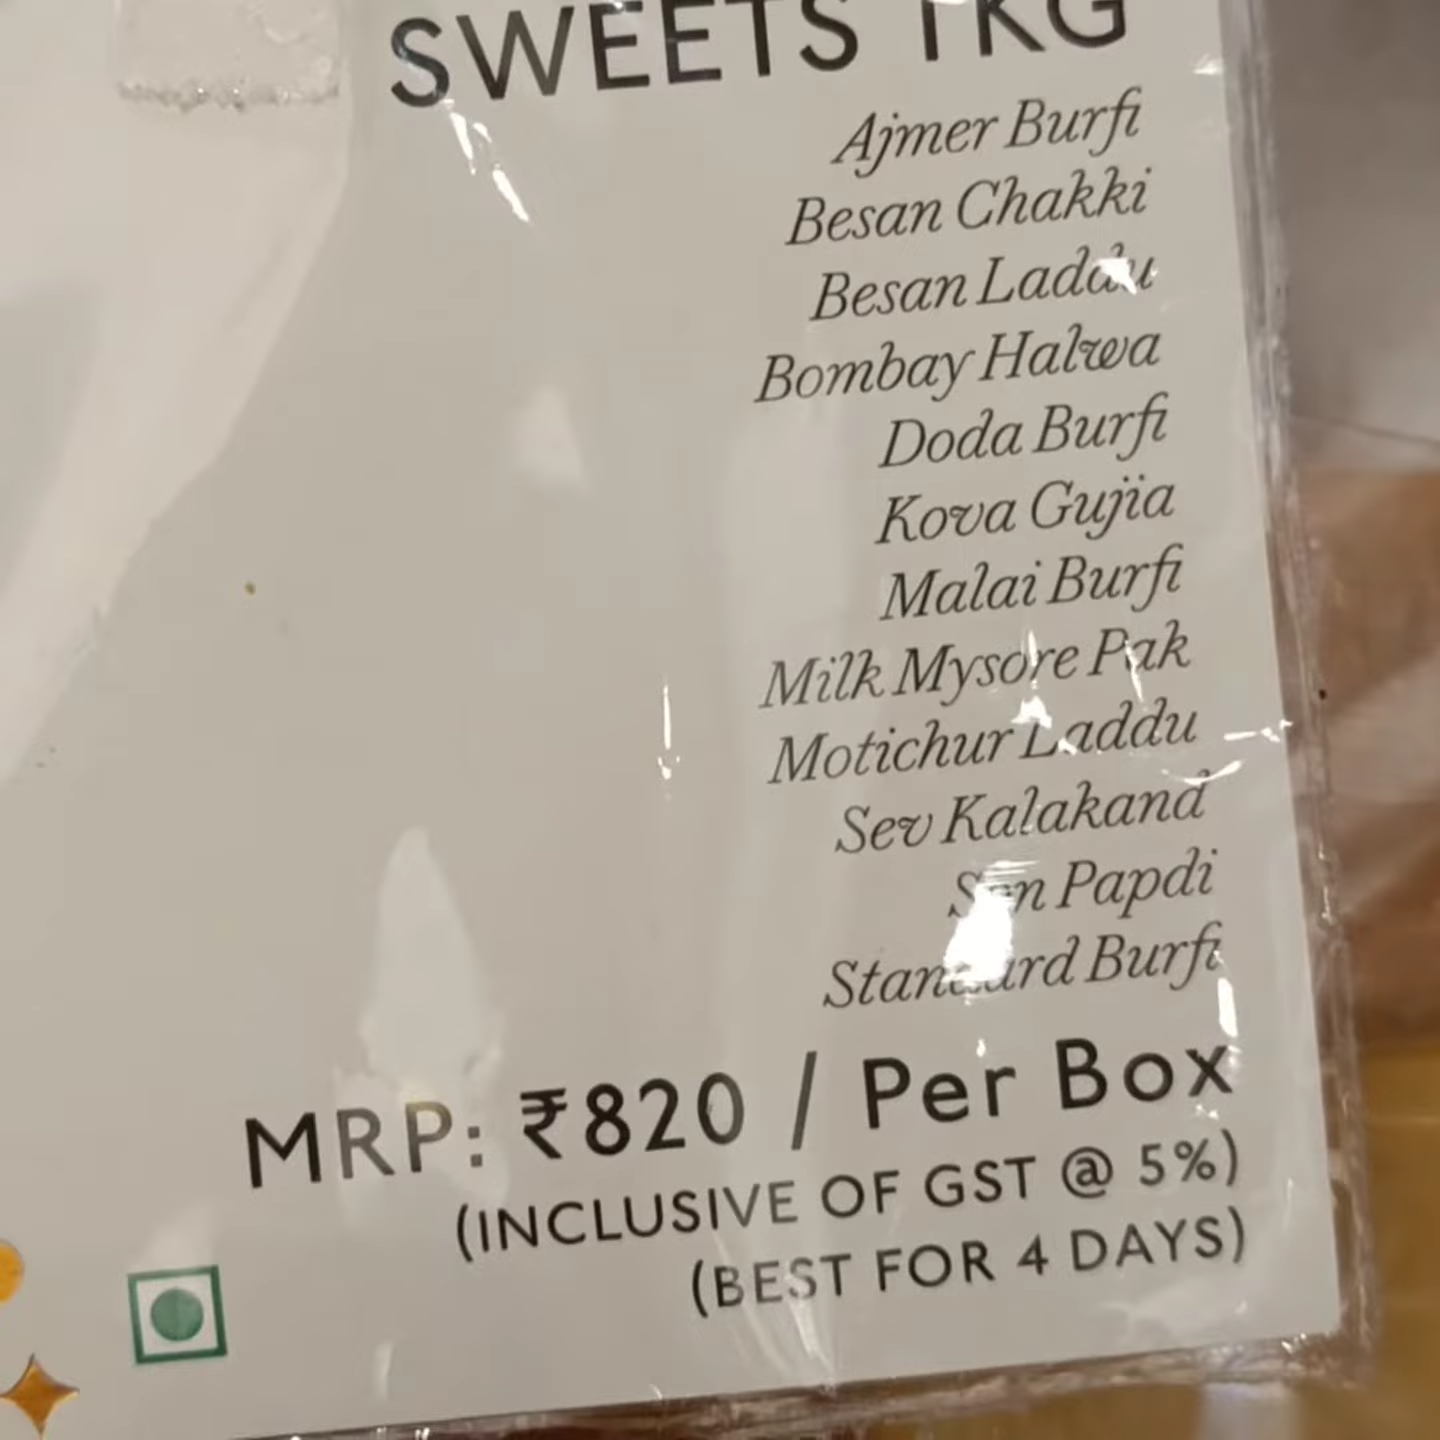 SWEETS 1KG
Ajmer Burfi
Besan Chakki
Besan Laddu
Bombay Halwa
Doda Burfi
Kova Gujia
Malai Burfi
Milk Mysore Pak
Motichur Laddu
Sev Kalakand
Papdi
Standard Burfi
MRP: ₹820 / Per Box
(INCLUSIVE OF GST @ 5%)
(BEST FOR 4 DAYS)